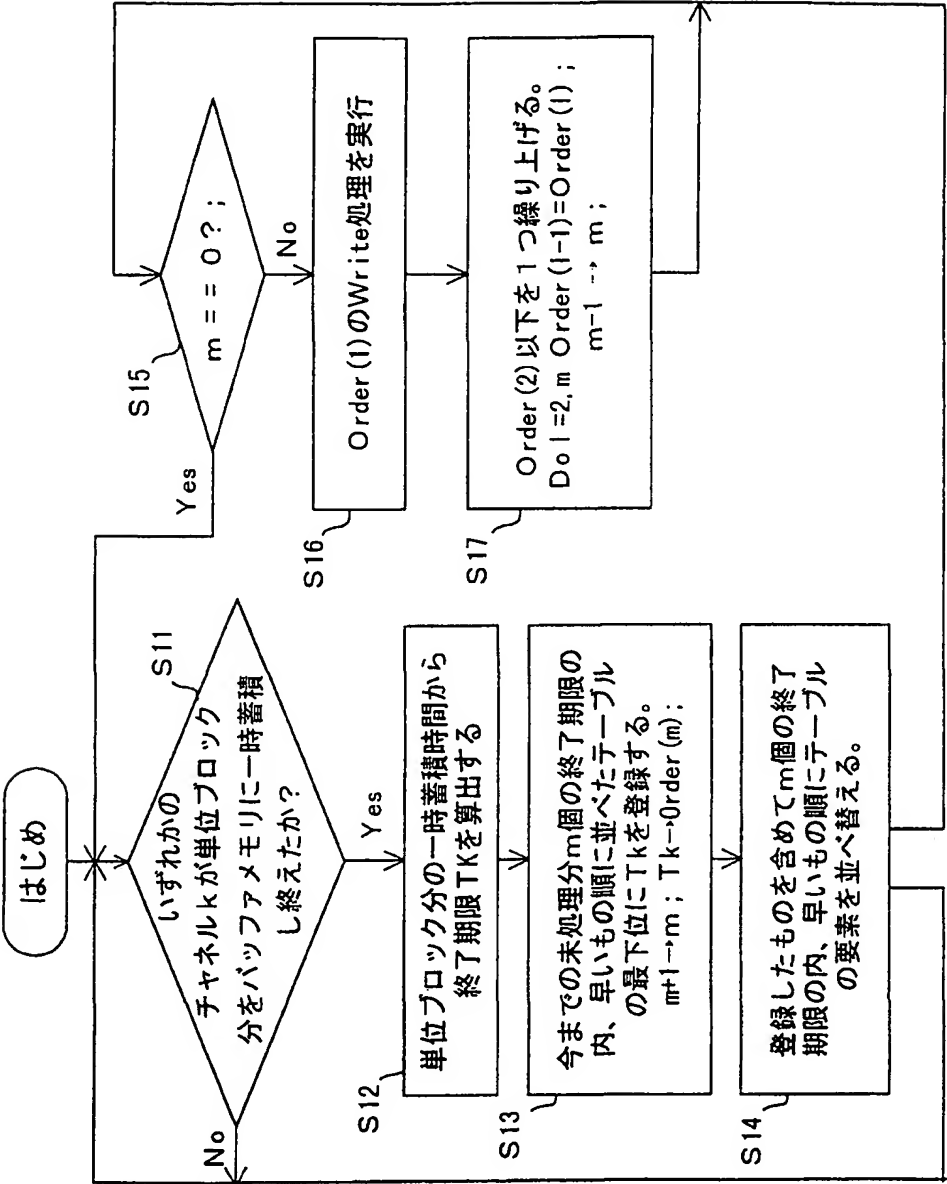 はじめ
S11
いずれかの
チャネルkが単位ブロック
分をバッファメモリに一時蓄積
し終えたか?
No
Yes
S12
単位ブロック分の一時蓄積時間から
終了期限TKを算出する
S13
今までの未処理分m個の終了期限の
内、早いもの順に並べたテーブル
の最下位にTkを登録する。
m+1→m; Tk→Order(m);
S14
登録したものを含めてm個の終了
期限の内、早いもの順にテーブル
の要素を並べ替える。
S15
m==0?;
Yes
No
S16
Order(1)のWrite処理を実行
S17
Order(2)以下を1つ繰り上げる。
Do l=2,m Order(l-1)=Order(l);
m-1→m;